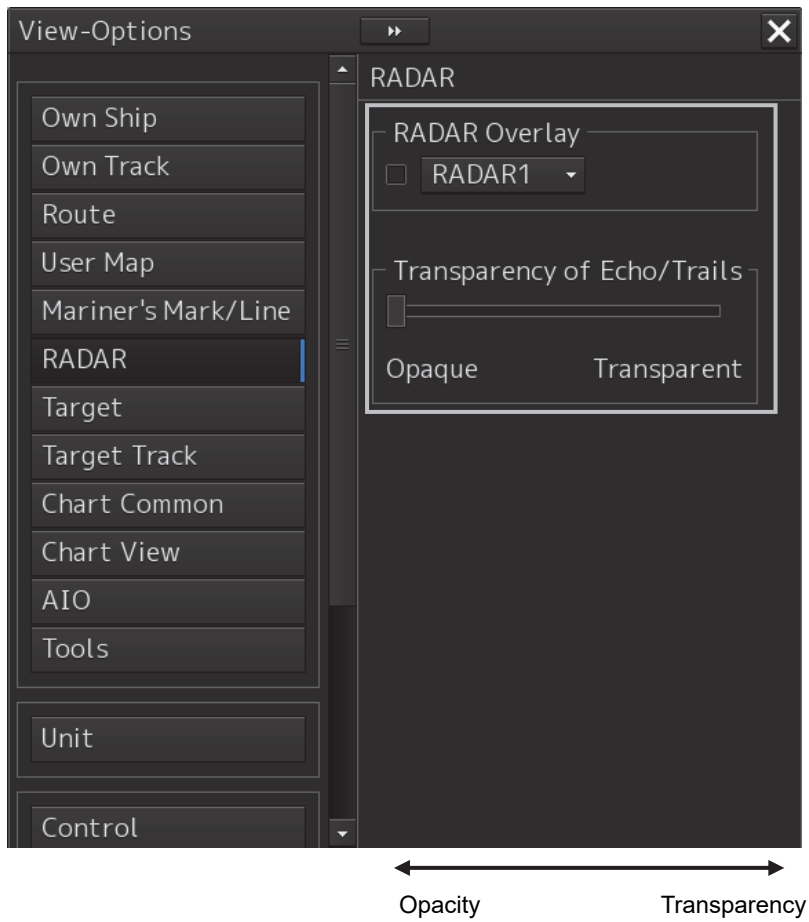 View-Options
RADAR
Own Ship
Own Track
Route
User Map
Mariner's Mark/Line
RADAR
Target
Target Track
Chart Common
Chart View
AIO
Tools
Unit
Control
RADAR Overlay
RADAR1
Transparency of Echo/Trails
Opaque Transparent
Opacity Transparency